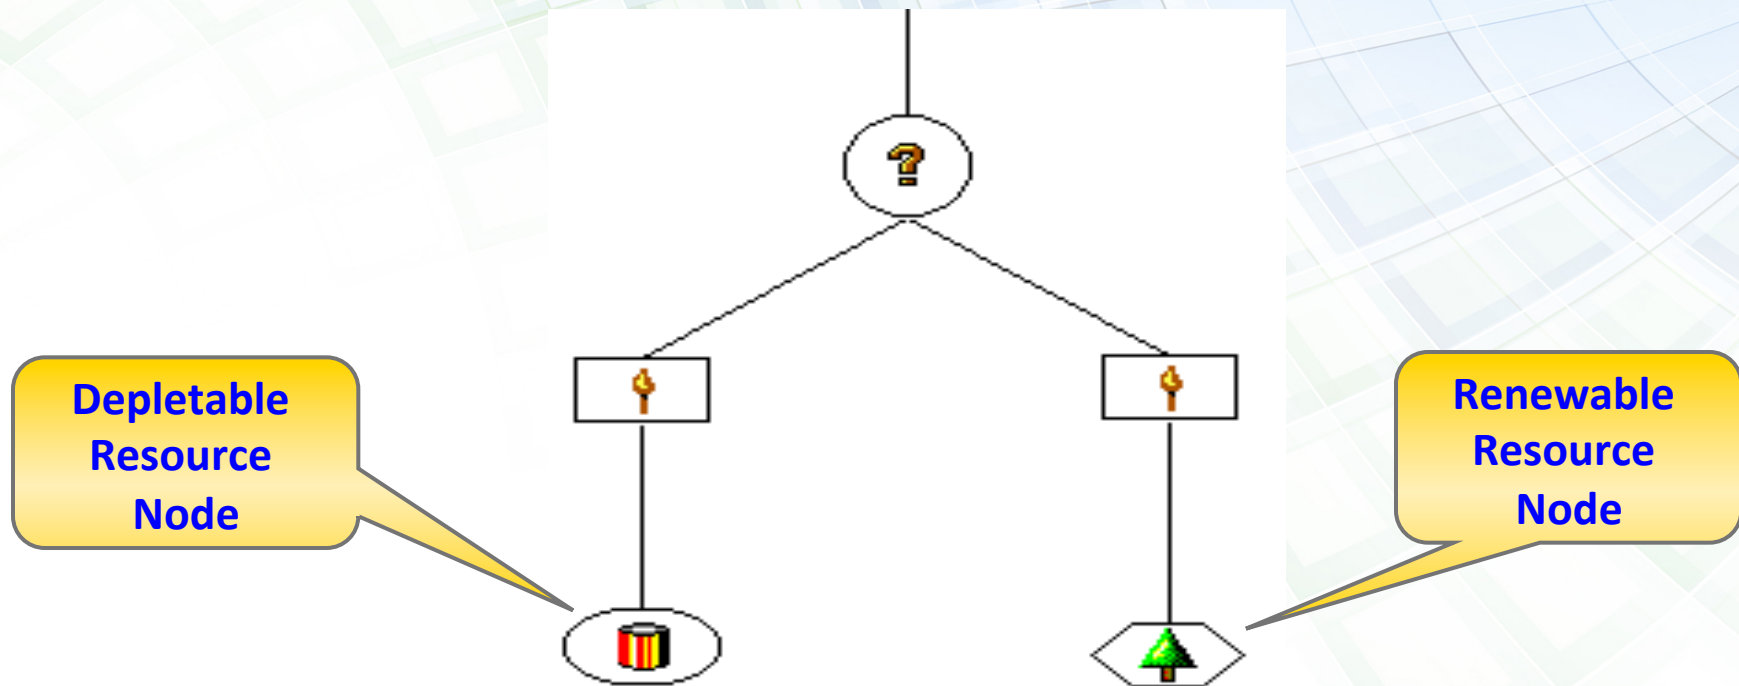 ?
Depletable
Resource
Node
Renewable
Resource
Node